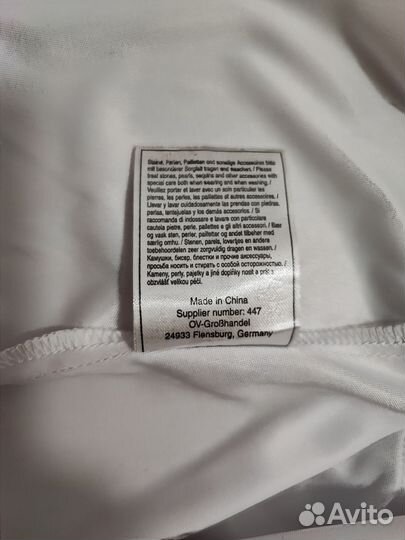 Steine, Perlen, Pailletten und sonstige Accessoires bitte
mit besonderer Sorgfalt tragen und waschen./ Please
treat stones, pearls, sequins and other accessories with
special care both when wearing and when washing./
Veuillez porter et laver avec un soin particulier les
pierres, les perles, les paillettes et autres accessoires./
Llevar y lavar cuidadosamente las prendas con piedras,
perlas, lentejuelas y los demás accesorios./ Si
raccomanda di indossare e lavare con particolare
cautela pietre, perle, pailettes e gli altri accessori./ Bær
og vask sten, perler, pailletter og andet tilbehør med
særlig omhu./ Stenen, parels, lovertjes en andere
toebehoren zeer zorgvuldig dragen en wassen./
Камушки, бисер, блестки и прочие аксессуары,
просьба носить и стирать с особой осторожностью./
Kameny, perly, pajetky a jiné doplňky nosit a prát s
obzvlášť velikou péčí.
Made in China
Supplier number: 447
OV-Großhandel
24933 Flensburg, Germany
Avito